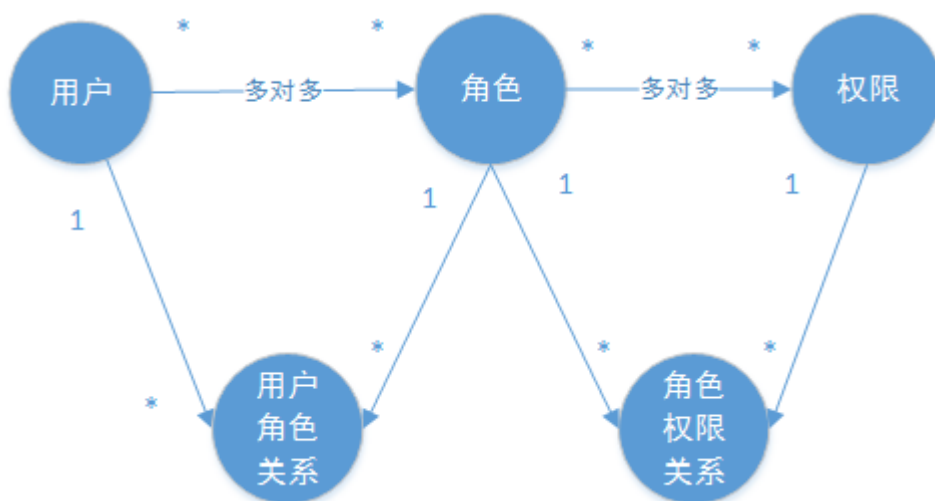 * * * *
用户 多对多 角色 多对多 权限
1 1 1 1
* * * *
用户
角色
关系
角色
权限
关系